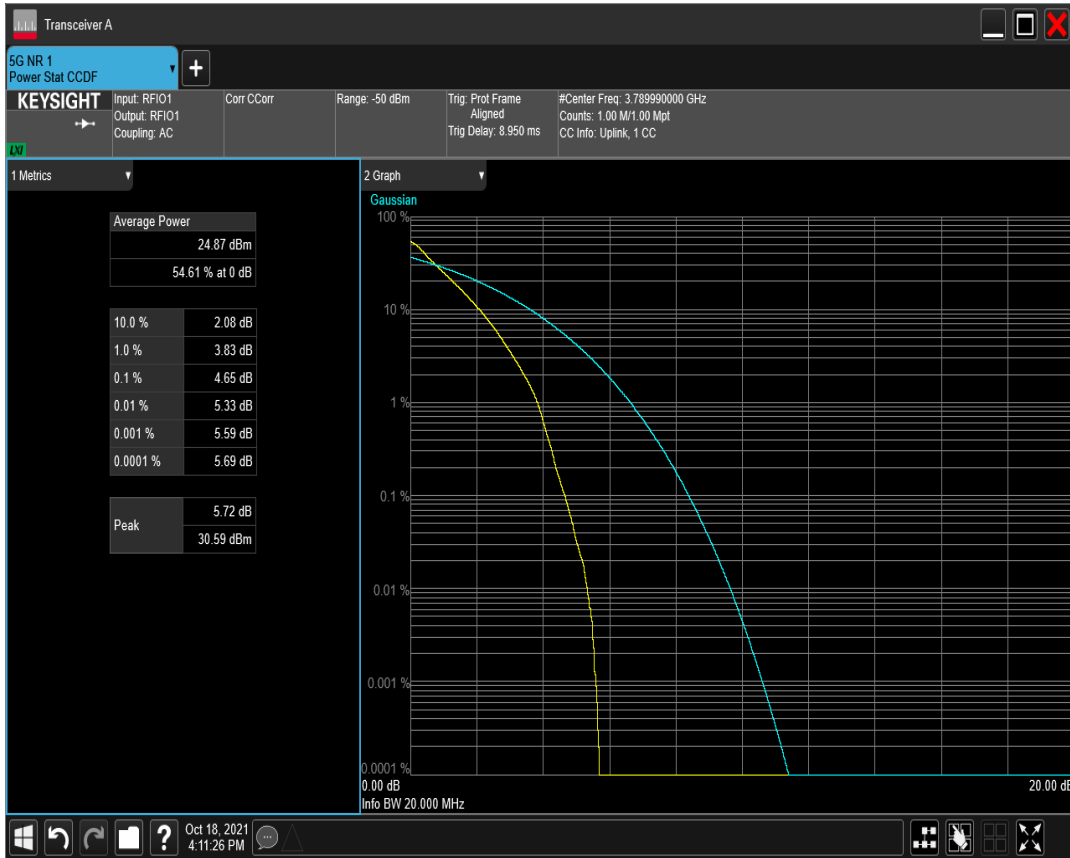 Transceiver A
5G NR 1
Power Stat CCDF
+
KEYSIGHT
LXI
Input: RFIO1
Output: RFIO1
Coupling: AC
Corr CCorr
Range: -50 dBm
Trig: Prot Frame
Aligned
Trig Delay: 8.950 ms
#Center Freq: 3.789990000 GHz
Counts: 1.00 M/1.00 Mpt
CC Info: Uplink, 1 CC
1 Metrics
Average Power
24.87 dBm
54.61 % at 0 dB
10.0 % 2.08 dB
1.0 % 3.83 dB
0.1 % 4.65 dB
0.01 % 5.33 dB
0.001 % 5.59 dB
0.0001 % 5.69 dB
Peak
5.72 dB
30.59 dBm
2 Graph
Gaussian
100 %
10 %
1 %
0.1 %
0.01 %
0.001 %
0.0001 %
0.00 dB
20.00 dB
Info BW 20.000 MHz
?
Oct 18, 2021
4:11:26 PM